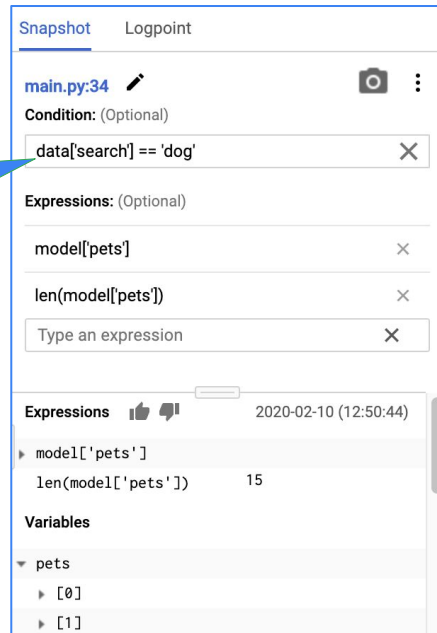 Snapshot Logpoint
main.py:34
Condition: (Optional)
data['search'] == 'dog'
Expressions: (Optional)
model['pets']
len(model['pets'])
Type an expression
Expressions 2020-02-10 (12:50:44)
model['pets']
len(model['pets']) 15
Variables
pets
[0]
[1]